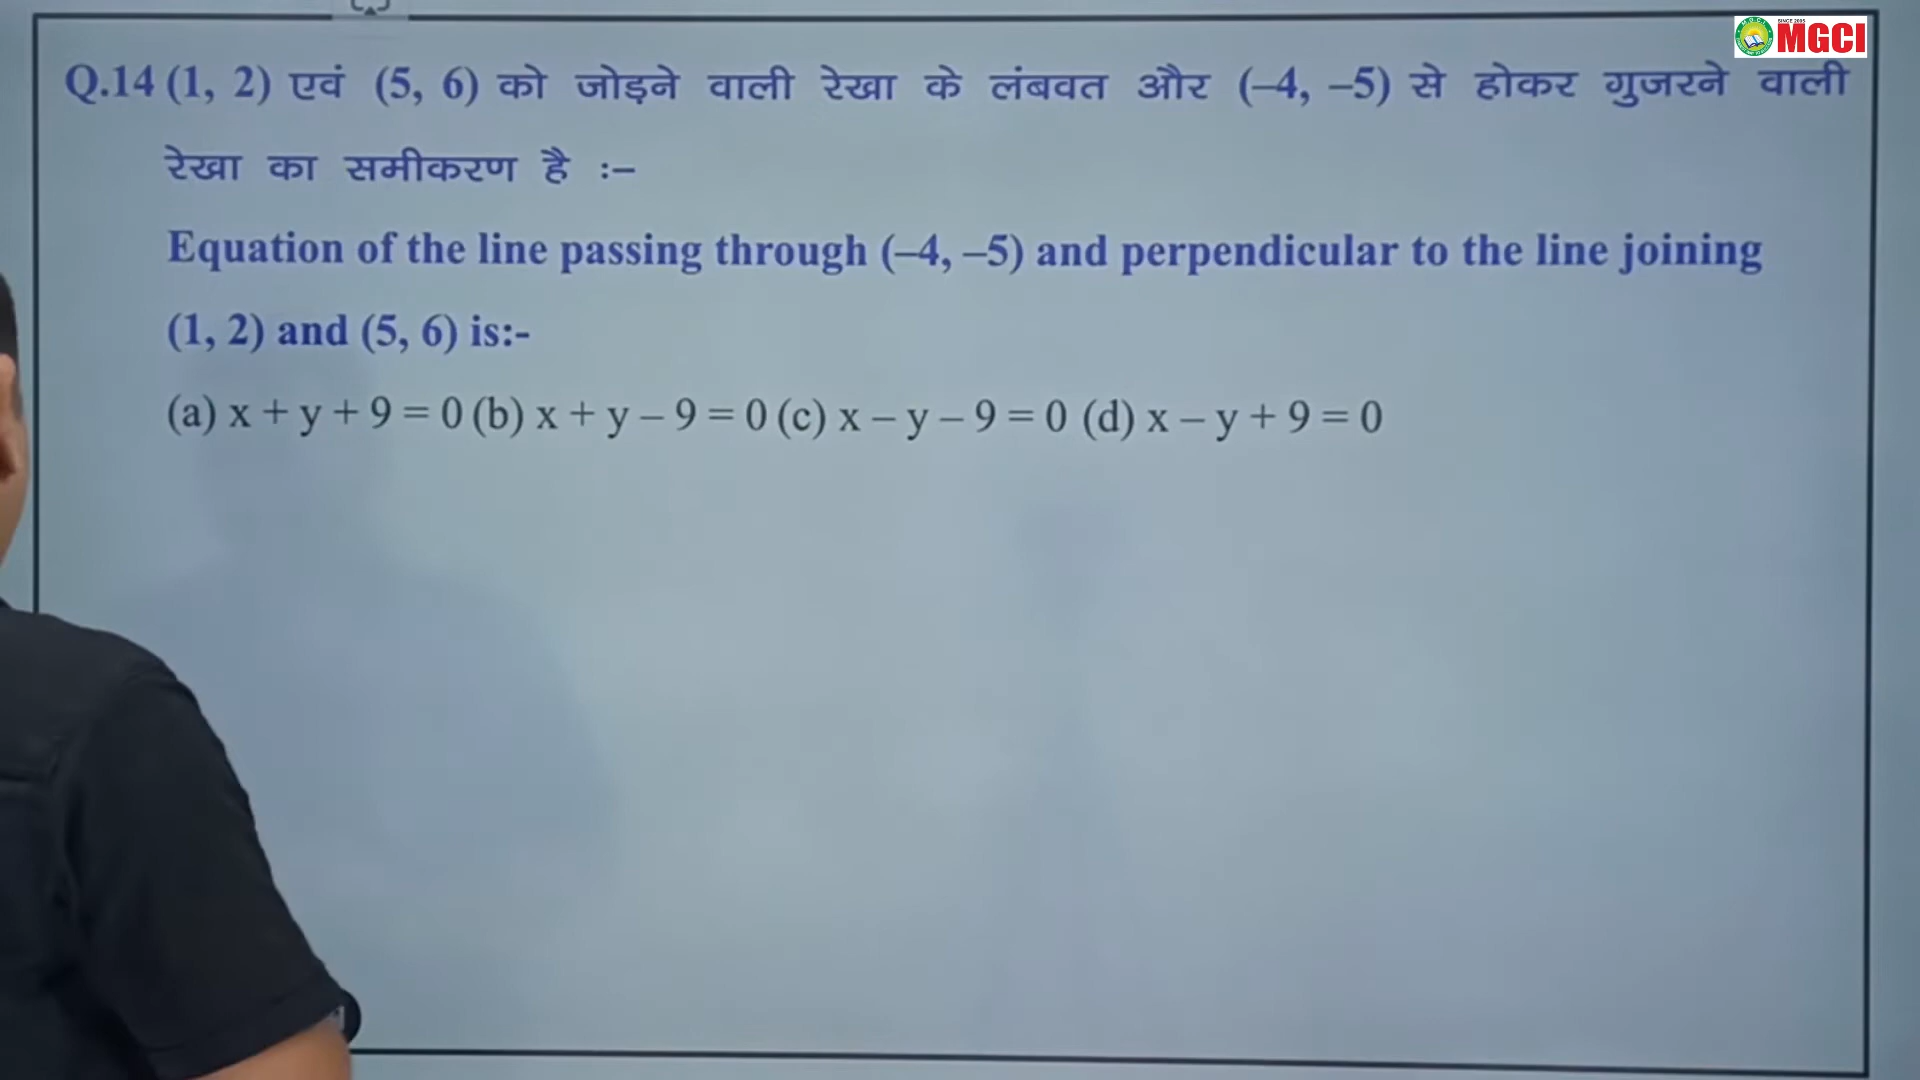 SINCE 2005
MGCI
Q.14 (1, 2) एवं (5, 6) को जोड़ने वाली रेखा के लंबवत और (–4, –5) से होकर गुजरने वाली
रेखा का समीकरण है :–
Equation of the line passing through (–4, –5) and perpendicular to the line joining
(1, 2) and (5, 6) is:-
(a) x + y + 9 = 0 (b) x + y – 9 = 0 (c) x – y – 9 = 0 (d) x – y + 9 = 0